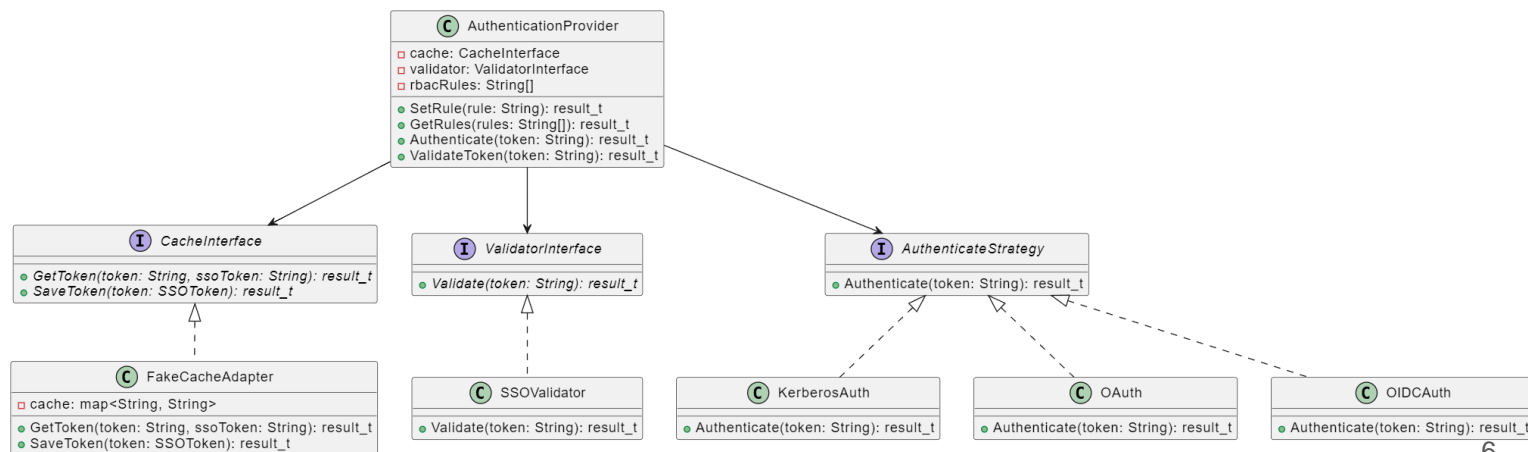 C AuthenticationProvider
cache: CacheInterface
validator: ValidatorInterface
rbacRules: String[]
SetRule(rule: String): result_t
GetRules(rules: String[]): result_t
Authenticate(token: String): result_t
ValidateToken(token: String): result_t
I CacheInterface
GetToken(token: String, ssoToken: String): result_t
SaveToken(token: SSOToken): result_t
I ValidatorInterface
Validate(token: String): result_t
I AuthenticateStrategy
Authenticate(token: String): result_t
C FakeCacheAdapter
cache: map<String, String>
GetToken(token: String, ssoToken: String): result_t
SaveToken(token: SSOToken): result_t
C SSOValidator
Validate(token: String): result_t
C KerberosAuth
Authenticate(token: String): result_t
C OAuth
Authenticate(token: String): result_t
C OIDCAuth
Authenticate(token: String): result_t
6